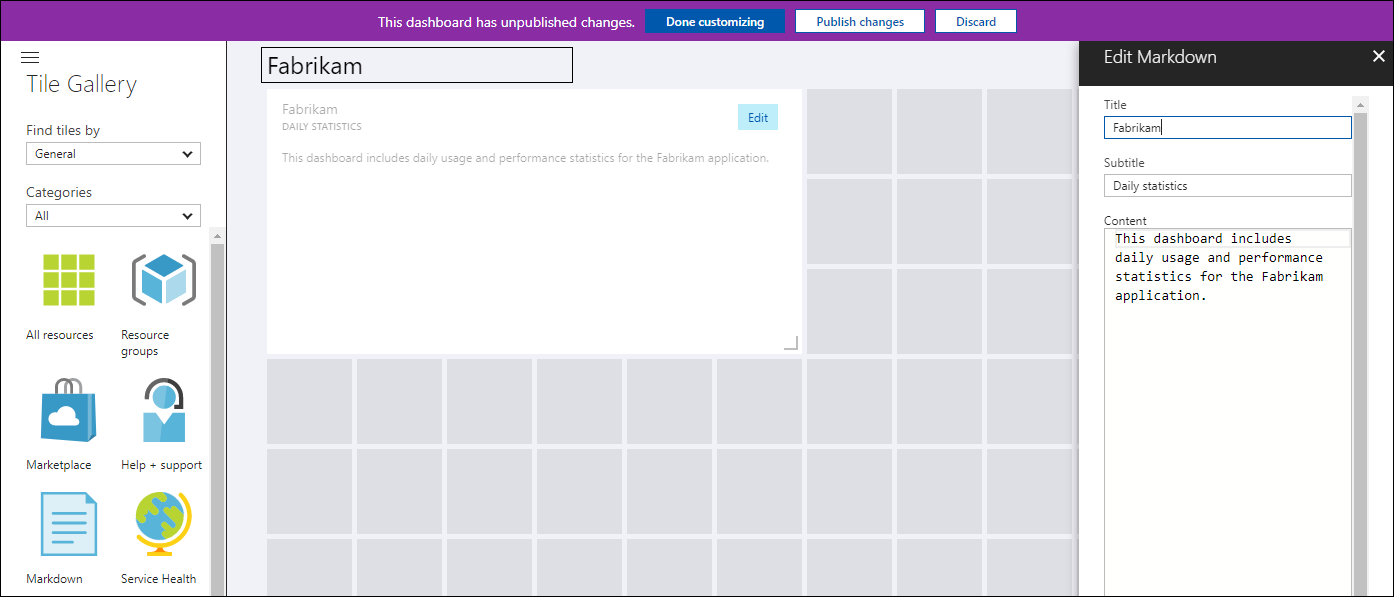 This dashboard has unpublished changes. Done customizing Publish changes Discard
Tile Gallery
Find tiles by
General
Categories
All
All resources
Resource
groups
Marketplace
Help + support
Markdown
Service Health
Fabrikam
Fabrikam
DAILY STATISTICS
Edit
This dashboard includes daily usage and performance statistics for the Fabrikam application.
Edit Markdown
Title
Fabrikam
Subtitle
Daily statistics
Content
This dashboard includes
daily usage and performance
statistics for the Fabrikam
application.